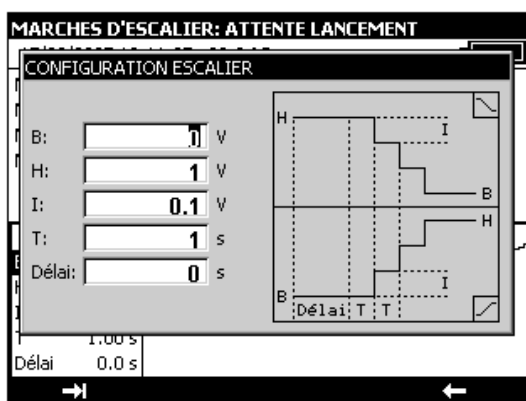 MARCHES D'ESCALIER: ATTENTE LANCEMENT
CONFIGURATION ESCALIER
B: 0 V
H: 1 V
I: 0.1 V
T: 1 s
Délai: 0 s
H
I
B
H
I
B
Délai T T
1.00 s
Délai 0.0 s